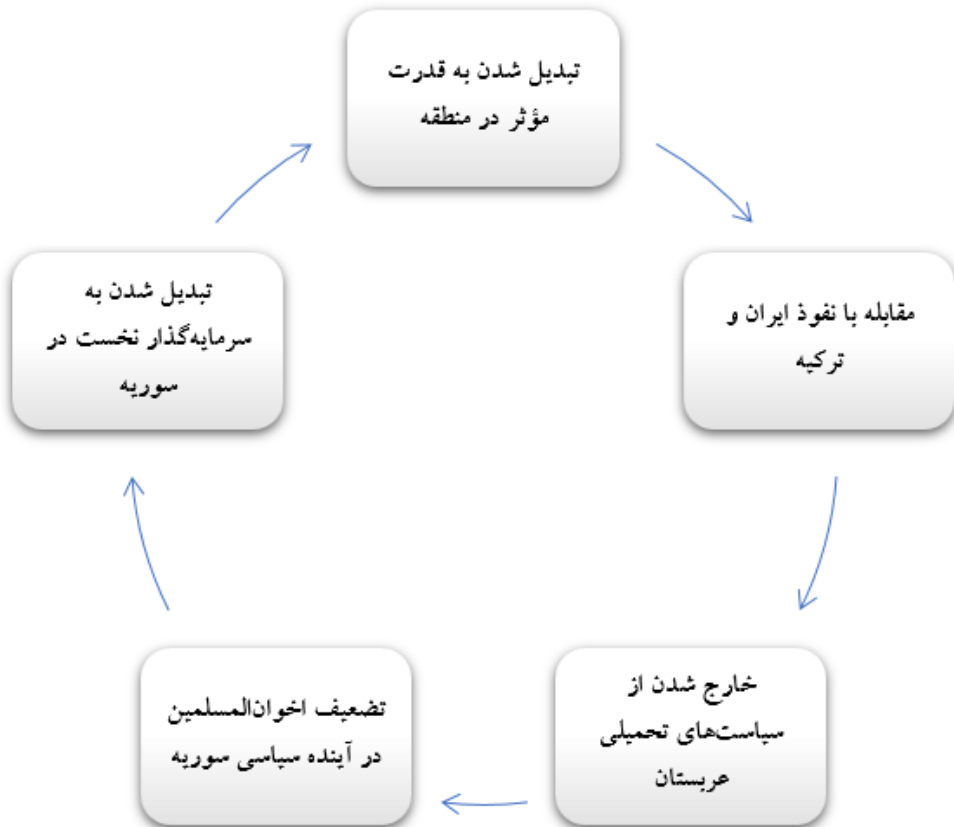 تبدیل شدن به قدرت
مؤثر در منطقه
مقابله با نفوذ ایران و
ترکیه
خارج شدن از
سیاست‌های تحمیلی
عربستان
تضعیف اخوان‌المسلمین
در آینده سیاسی سوریه
تبدیل شدن به
سرمایه‌گذار نخست در
سوریه